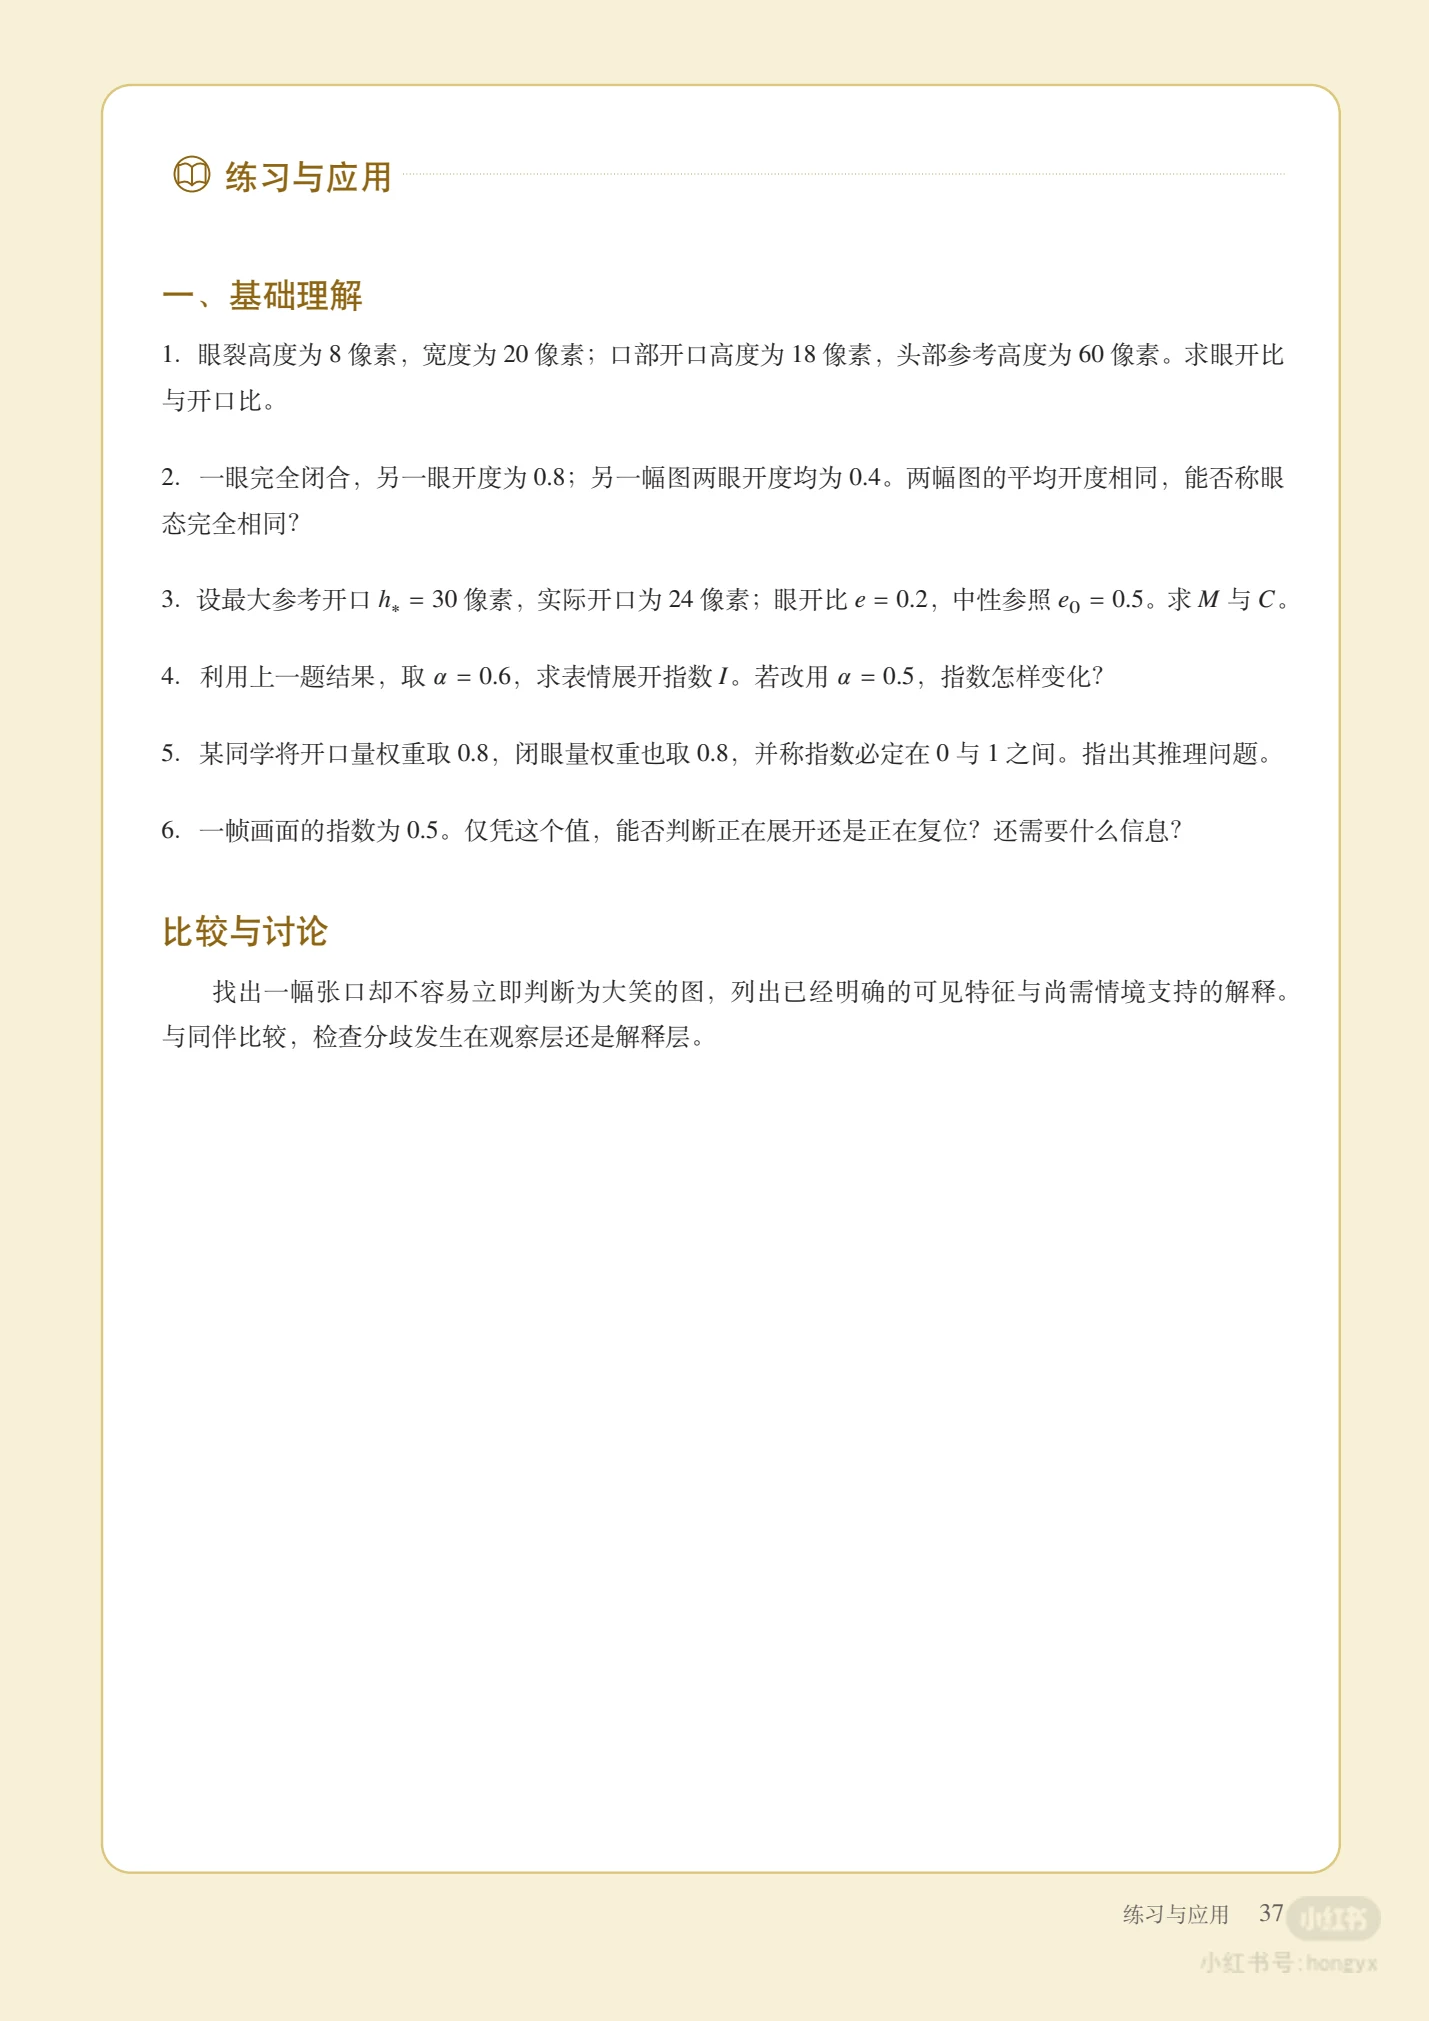 练习与应用
一、基础理解
1. 眼裂高度为 8 像素，宽度为 20 像素；口部开口高度为 18 像素，头部参考高度为 60 像素。求眼开比
与开口比。
2. 一眼完全闭合，另一眼开度为 0.8；另一幅图两眼开度均为 0.4。两幅图的平均开度相同，能否称眼
态完全相同？
3. 设最大参考开口 h* = 30 像素，实际开口为 24 像素；眼开比 e = 0.2，中性参照 e₀ = 0.5。求 M 与 C。
4. 利用上一题结果，取 α = 0.6，求表情展开指数 I。若改用 α = 0.5，指数怎样变化？
5. 某同学将开口量权重取 0.8，闭眼量权重也取 0.8，并称指数必定在 0 与 1 之间。指出其推理问题。
6. 一帧画面的指数为 0.5。仅凭这个值，能否判断正在展开还是正在复位？还需要什么信息？
比较与讨论
找出一幅张口却不容易立即判断为大笑的图，列出已经明确的可见特征与尚需情境支持的解释。
与同伴比较，检查分歧发生在观察层还是解释层。
练习与应用 37
小红书
小红书号:hongyx